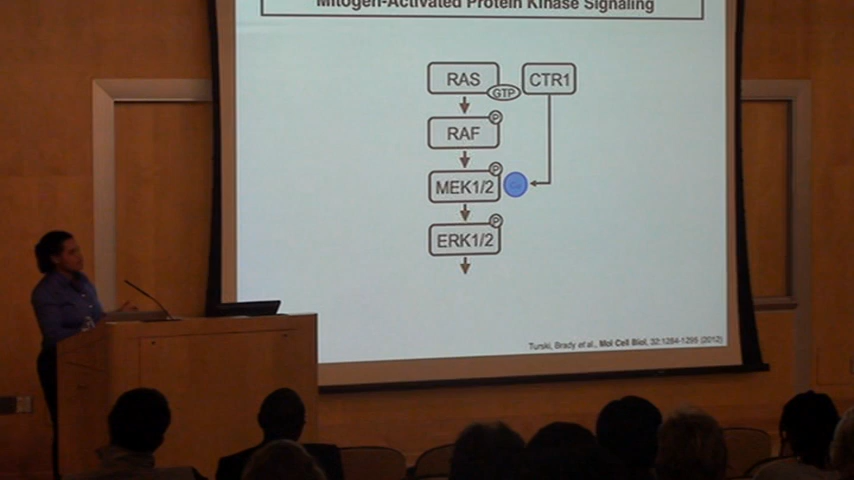 Mitogen-Activated Protein Kinase Signaling
RAS
GTP
CTR1
P
RAF
P
MEK1/2
Cu
P
ERK1/2
Turski, Brady et al., Mol Cell Biol, 32:1284-1295 (2012)